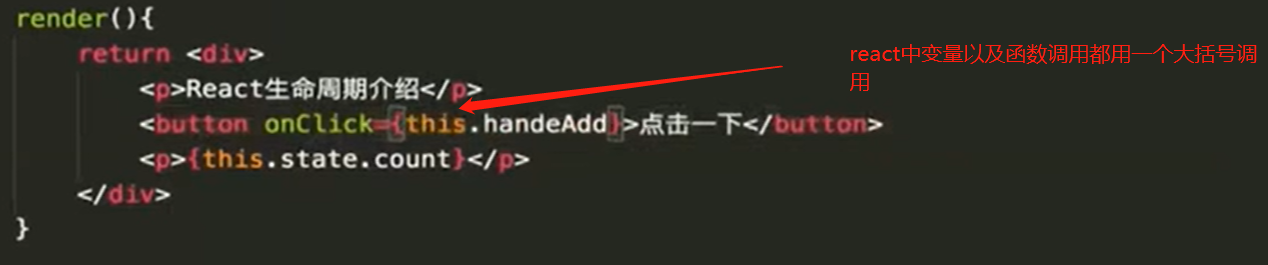 render(){
return <div>
<p>React生命周期介绍</p>
<button onClick={this.handeAdd}>点击一下</button>
<p>{this.state.count}</p>
</div>
}
react中变量以及函数调用都用一个大括号调
用